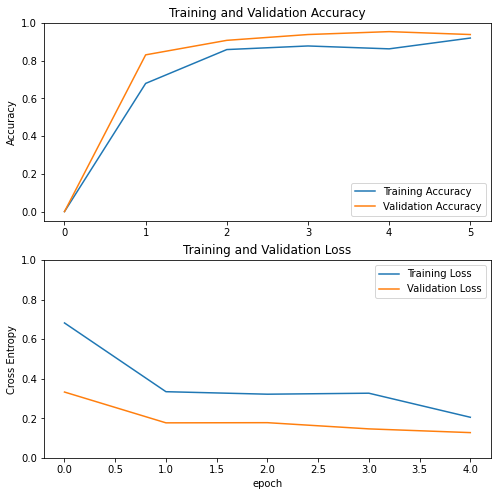 Training and Validation Accuracy
Accuracy
1.0
0.8
0.6
0.4
0.2
0.0
Training Accuracy
Validation Accuracy
0 1 2 3 4 5
Training and Validation Loss
Cross Entropy
1.0
0.8
0.6
0.4
0.2
0.0
Training Loss
Validation Loss
0.0 0.5 1.0 1.5 2.0 2.5 3.0 3.5 4.0
epoch